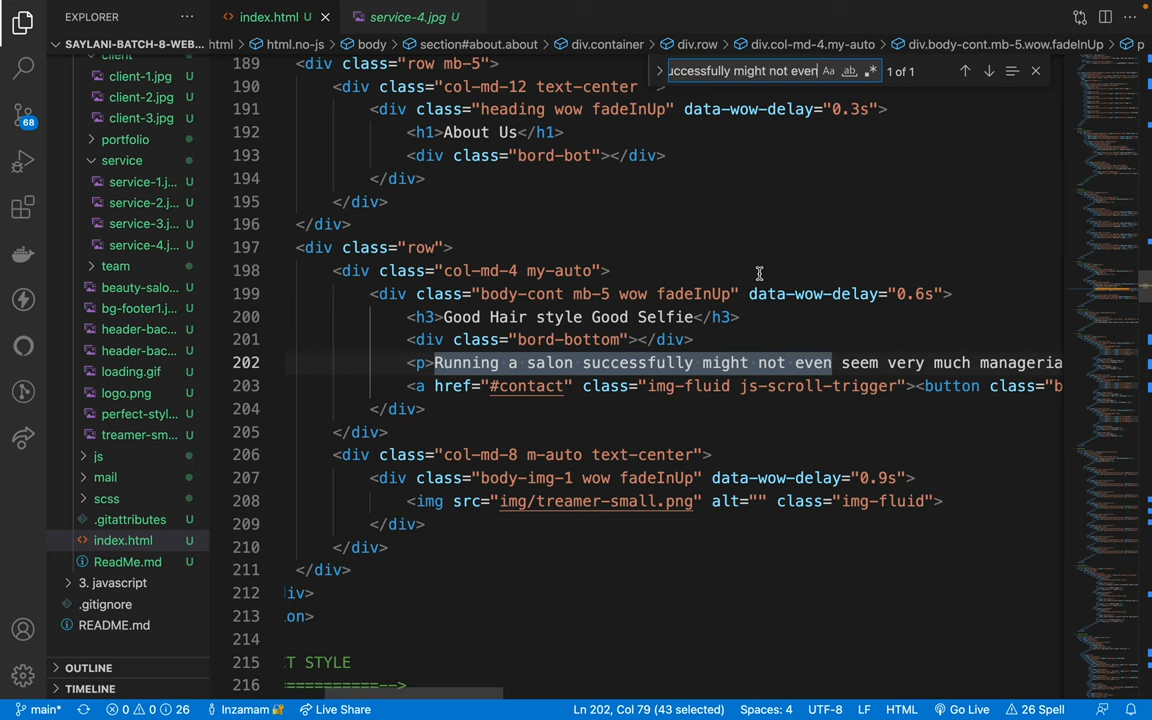 EXPLORER
index.html U
service-4.jpg U
SAYLANI-BATCH-8-WEB...
html > html.no-js > body > section#about.about > div.container > div.row > div.col-md-4.my-auto > div.body-cont.mb-5.wow.fadeInUp > p
uccessfully might not even
Aa
ab
1 of 1
client
client-1.jpg U
client-2.jpg U
client-3.jpg U
portfolio
service
service-1.j... U
service-2.j... U
service-3.j... U
service-4.j... U
team
beauty-salo... U
bg-footer1.j... U
header-bac... U
header-bac... U
loading.gif U
logo.png U
perfect-styl... U
treamer-sm... U
js
mail
scss
.gitattributes U
index.html U
ReadMe.md U
3. javascript
.gitignore
README.md
OUTLINE
TIMELINE
68
189 <div class="row mb-5">
190 <div class="col-md-12 text-center ">
191 <div class="heading wow fadeInUp" data-wow-delay="0.3s">
192 <h1>About Us</h1>
193 <div class="bord-bot"></div>
194 </div>
195 </div>
196 </div>
197 <div class="row">
198 <div class="col-md-4 my-auto">
199 <div class="body-cont mb-5 wow fadeInUp" data-wow-delay="0.6s">
200 <h3>Good Hair style Good Selfie</h3>
201 <div class="bord-bottom"></div>
202 <p>Running a salon successfully might not even seem very much manageria
203 <a href="#contact" class="img-fluid js-scroll-trigger"><button class="b
204 </div>
205 </div>
206 <div class="col-md-8 m-auto text-center">
207 <div class="body-img-1 wow fadeInUp" data-wow-delay="0.9s">
208 <img src="img/treamer-small.png" alt="" class="img-fluid">
209 </div>
210 </div>
211 </div>
212 iv>
213 on>
214
215 T STYLE
216 ==========-->
main* 0 0 26 Inzamam Live Share Ln 202, Col 79 (43 selected) Spaces: 4 UTF-8 LF HTML Go Live 26 Spell